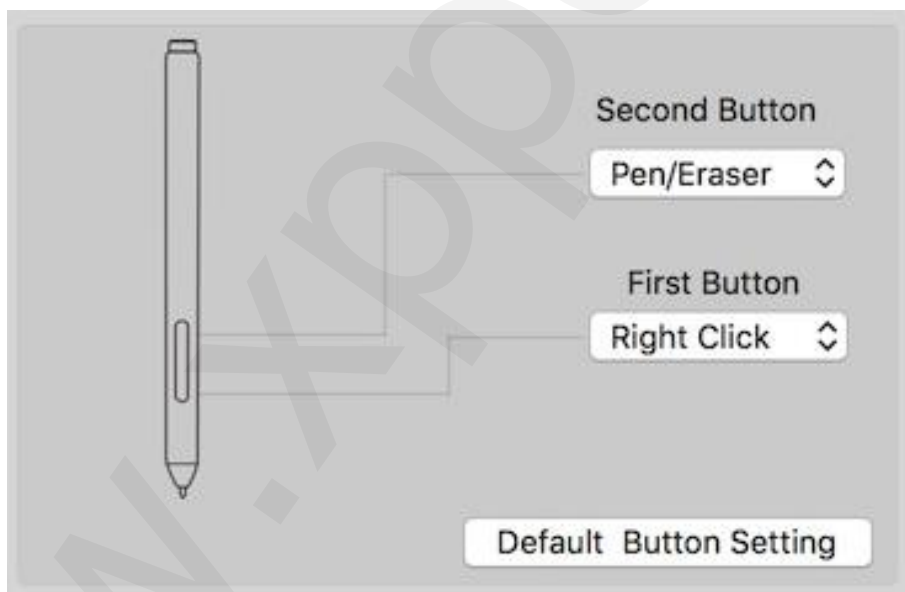 Second Button
Pen/Eraser
First Button
Right Click
Default Button Setting